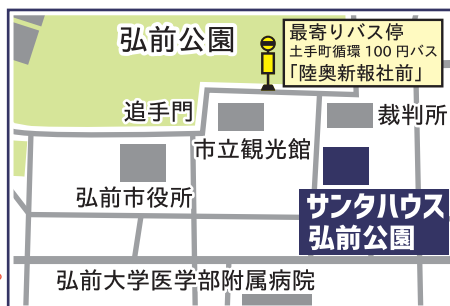 弘前公園
最寄りバス停
土手町循環100円バス
「陸奥新報社前」
追手門
裁判所
市立観光館
弘前市役所
サンタハウス
弘前公園
弘前大学医学部附属病院